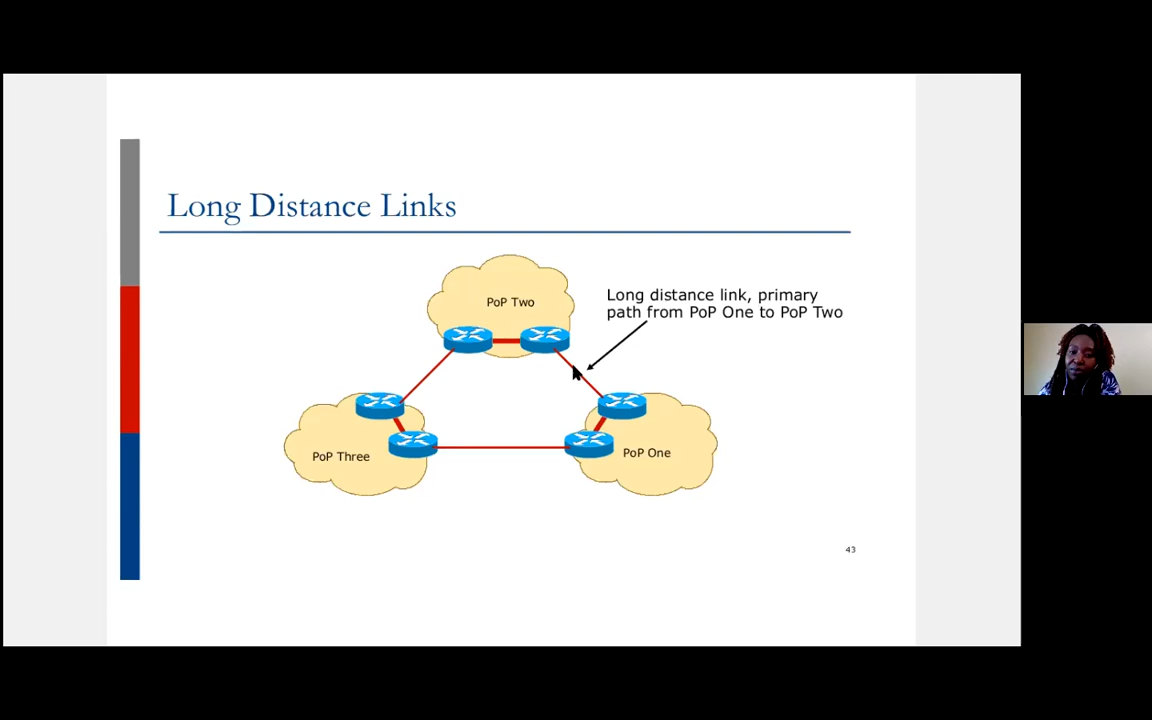 Long Distance Links
PoP Two
Long distance link, primary
path from PoP One to PoP Two
PoP Three
PoP One
43